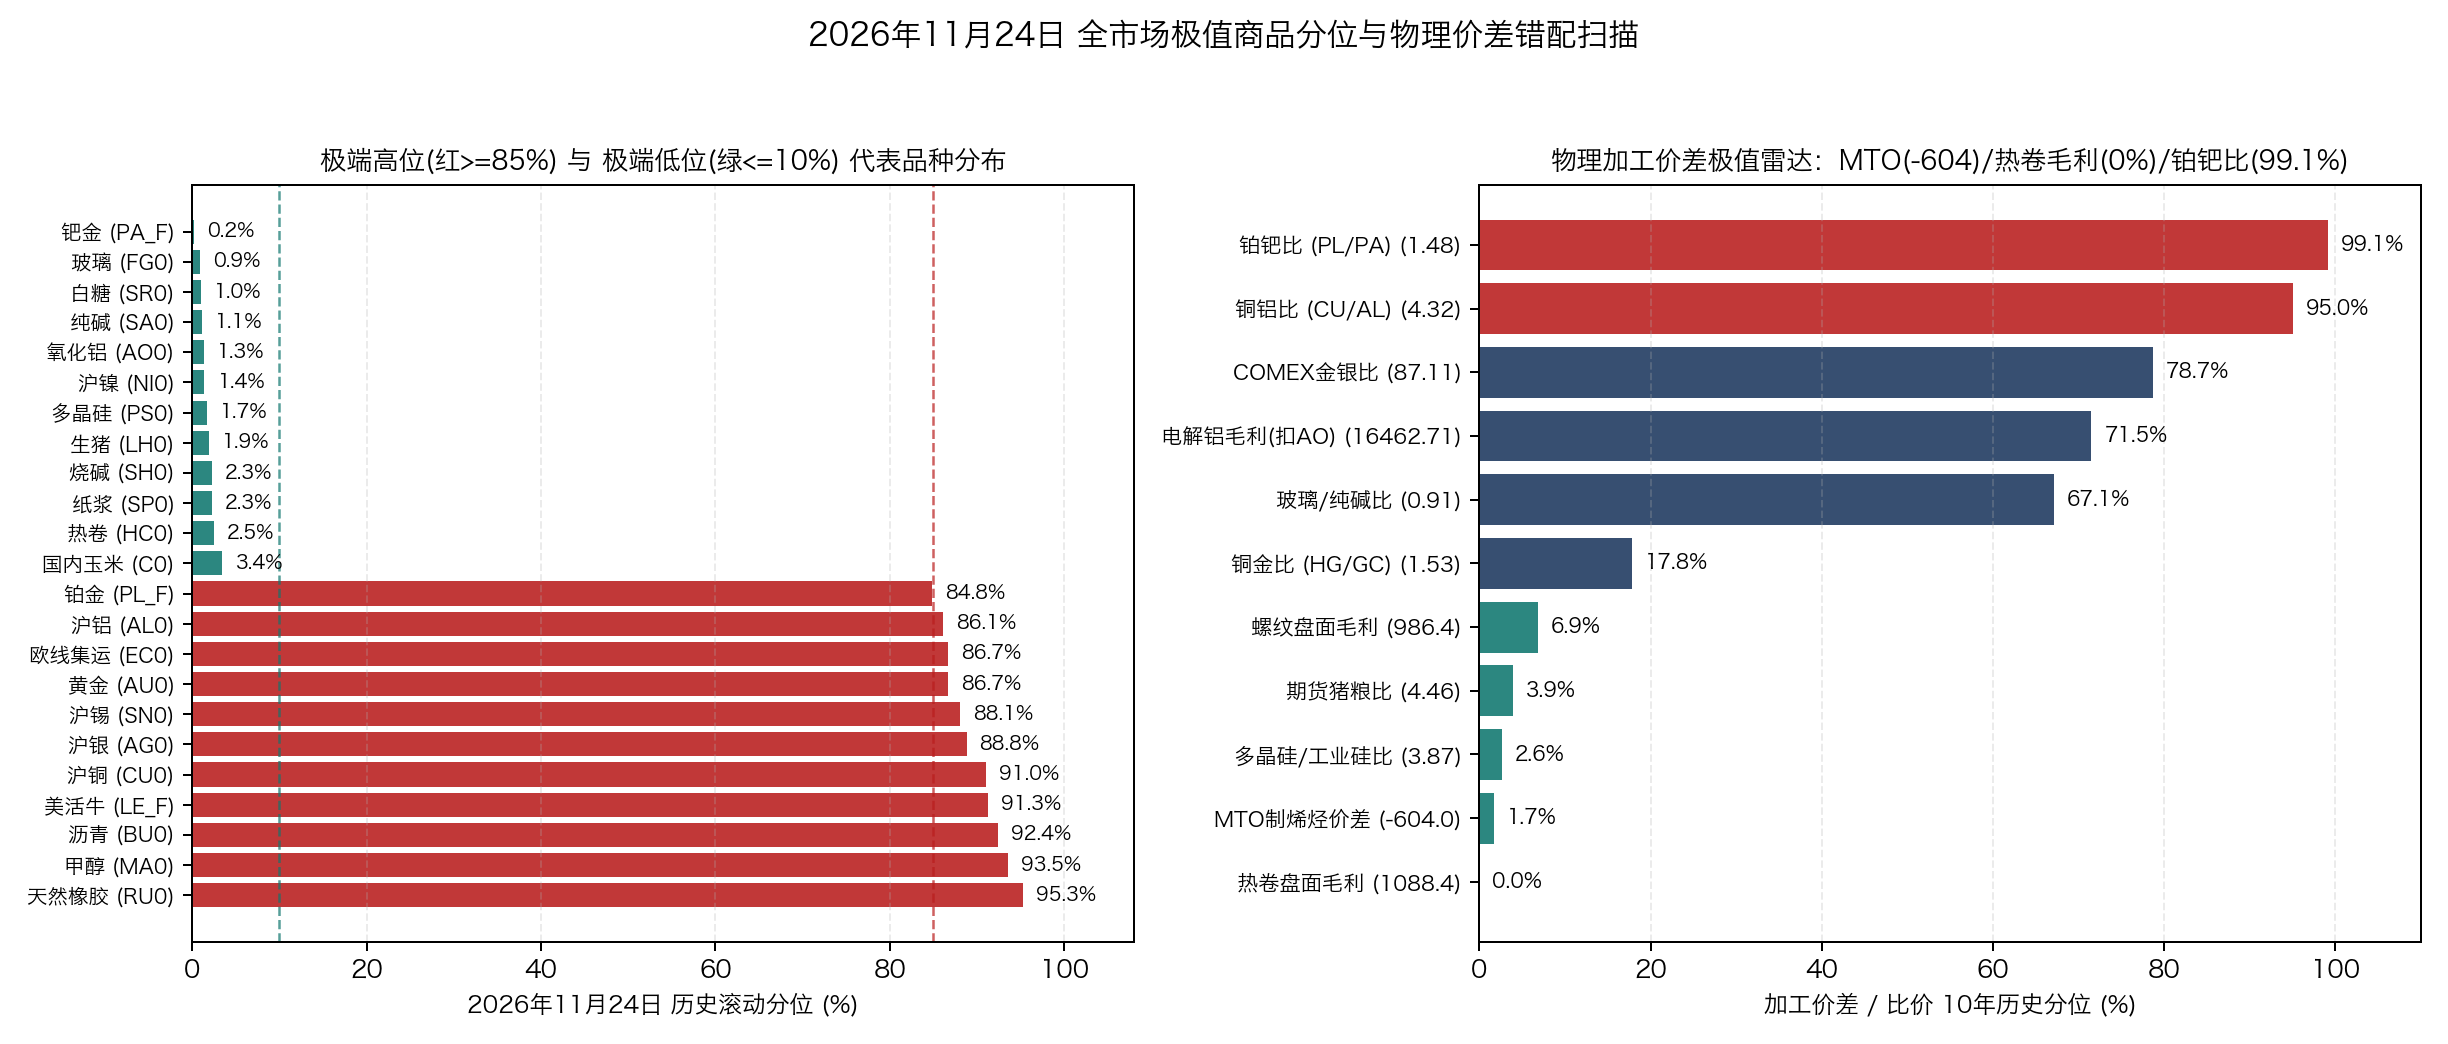 2026年11月24日 全市场极值商品分位与物理价差错配扫描
极端高位(红>=85%) 与 极端低位(绿<=10%) 代表品种分布
钯金 (PA_F) 0.2%
玻璃 (FG0) 0.9%
白糖 (SR0) 1.0%
纯碱 (SA0) 1.1%
氧化铝 (AO0) 1.3%
沪镍 (NI0) 1.4%
多晶硅 (PS0) 1.7%
生猪 (LH0) 1.9%
烧碱 (SH0) 2.3%
纸浆 (SP0) 2.3%
热卷 (HC0) 2.5%
国内玉米 (C0) 3.4%
铂金 (PL_F) 84.8%
沪铝 (AL0) 86.1%
欧线集运 (EC0) 86.7%
黄金 (AU0) 86.7%
沪锡 (SN0) 88.1%
沪银 (AG0) 88.8%
沪铜 (CU0) 91.0%
美活牛 (LE_F) 91.3%
沥青 (BU0) 92.4%
甲醇 (MA0) 93.5%
天然橡胶 (RU0) 95.3%
0 20 40 60 80 100
2026年11月24日 历史滚动分位 (%)
物理加工价差极值雷达：MTO(-604)/热卷毛利(0%)/铂钯比(99.1%)
铂钯比 (PL/PA) (1.48) 99.1%
铜铝比 (CU/AL) (4.32) 95.0%
COMEX金银比 (87.11) 78.7%
电解铝毛利(扣AO) (16462.71) 71.5%
玻璃/纯碱比 (0.91) 67.1%
铜金比 (HG/GC) (1.53) 17.8%
螺纹盘面毛利 (986.4) 6.9%
期货猪粮比 (4.46) 3.9%
多晶硅/工业硅比 (3.87) 2.6%
MTO制烯烃价差 (-604.0) 1.7%
热卷盘面毛利 (1088.4) 0.0%
0 20 40 60 80 100
加工价差 / 比价 10年历史分位 (%)